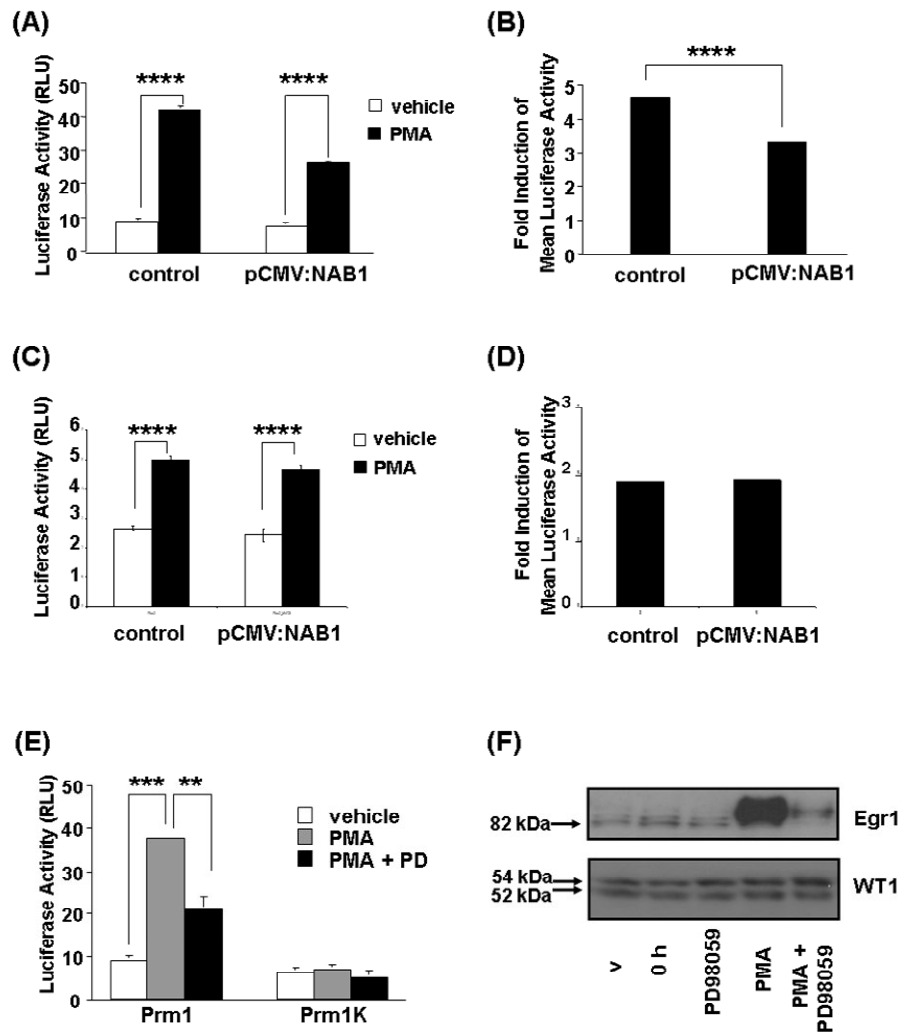 (A)
Luciferase Activity (RLU)
50
40
30
20
10
0
****
****
vehicle
PMA
control
pCMV:NAB1
(B)
Fold Induction of
Mean Luciferase Activity
5
4
3
2
1
0
****
control
pCMV:NAB1
(C)
Luciferase Activity (RLU)
6
5
4
3
2
1
0
****
****
vehicle
PMA
control
pCMV:NAB1
(D)
Fold Induction of
Mean Luciferase Activity
3
2
1
0
control
pCMV:NAB1
(E)
Luciferase Activity (RLU)
50
40
30
20
10
0
***
**
vehicle
PMA
PMA + PD
Prm1
Prm1K
(F)
82 kDa
Egr1
54 kDa
52 kDa
WT1
v
0 h
PD98059
PMA
PMA +
PD98059